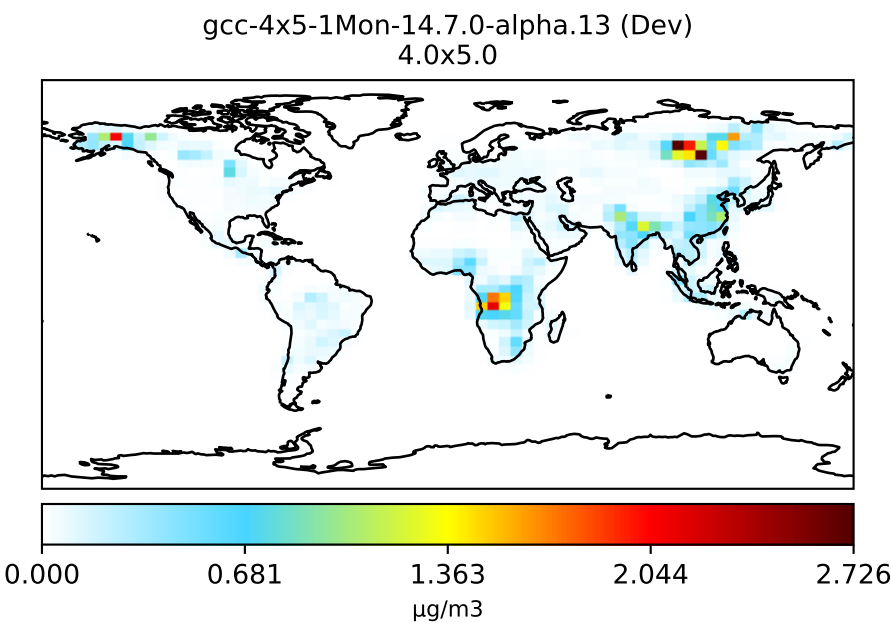 gcc-4x5-1Mon-14.7.0-alpha.13 (Dev)
4.0x5.0
0.000 0.681 1.363 2.044 2.726
μg/m3